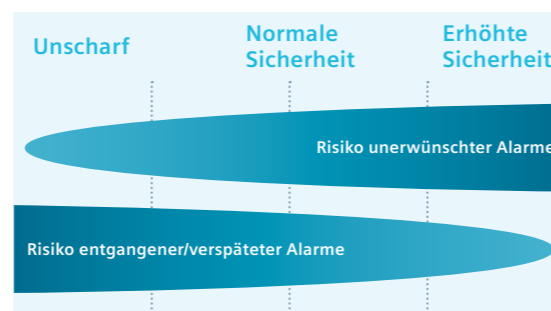 Unscharf
Normale
Sicherheit
Erhöhte
Sicherheit
Risiko unerwünschter Alarme
Risiko entgangener/verspäteter Alarme